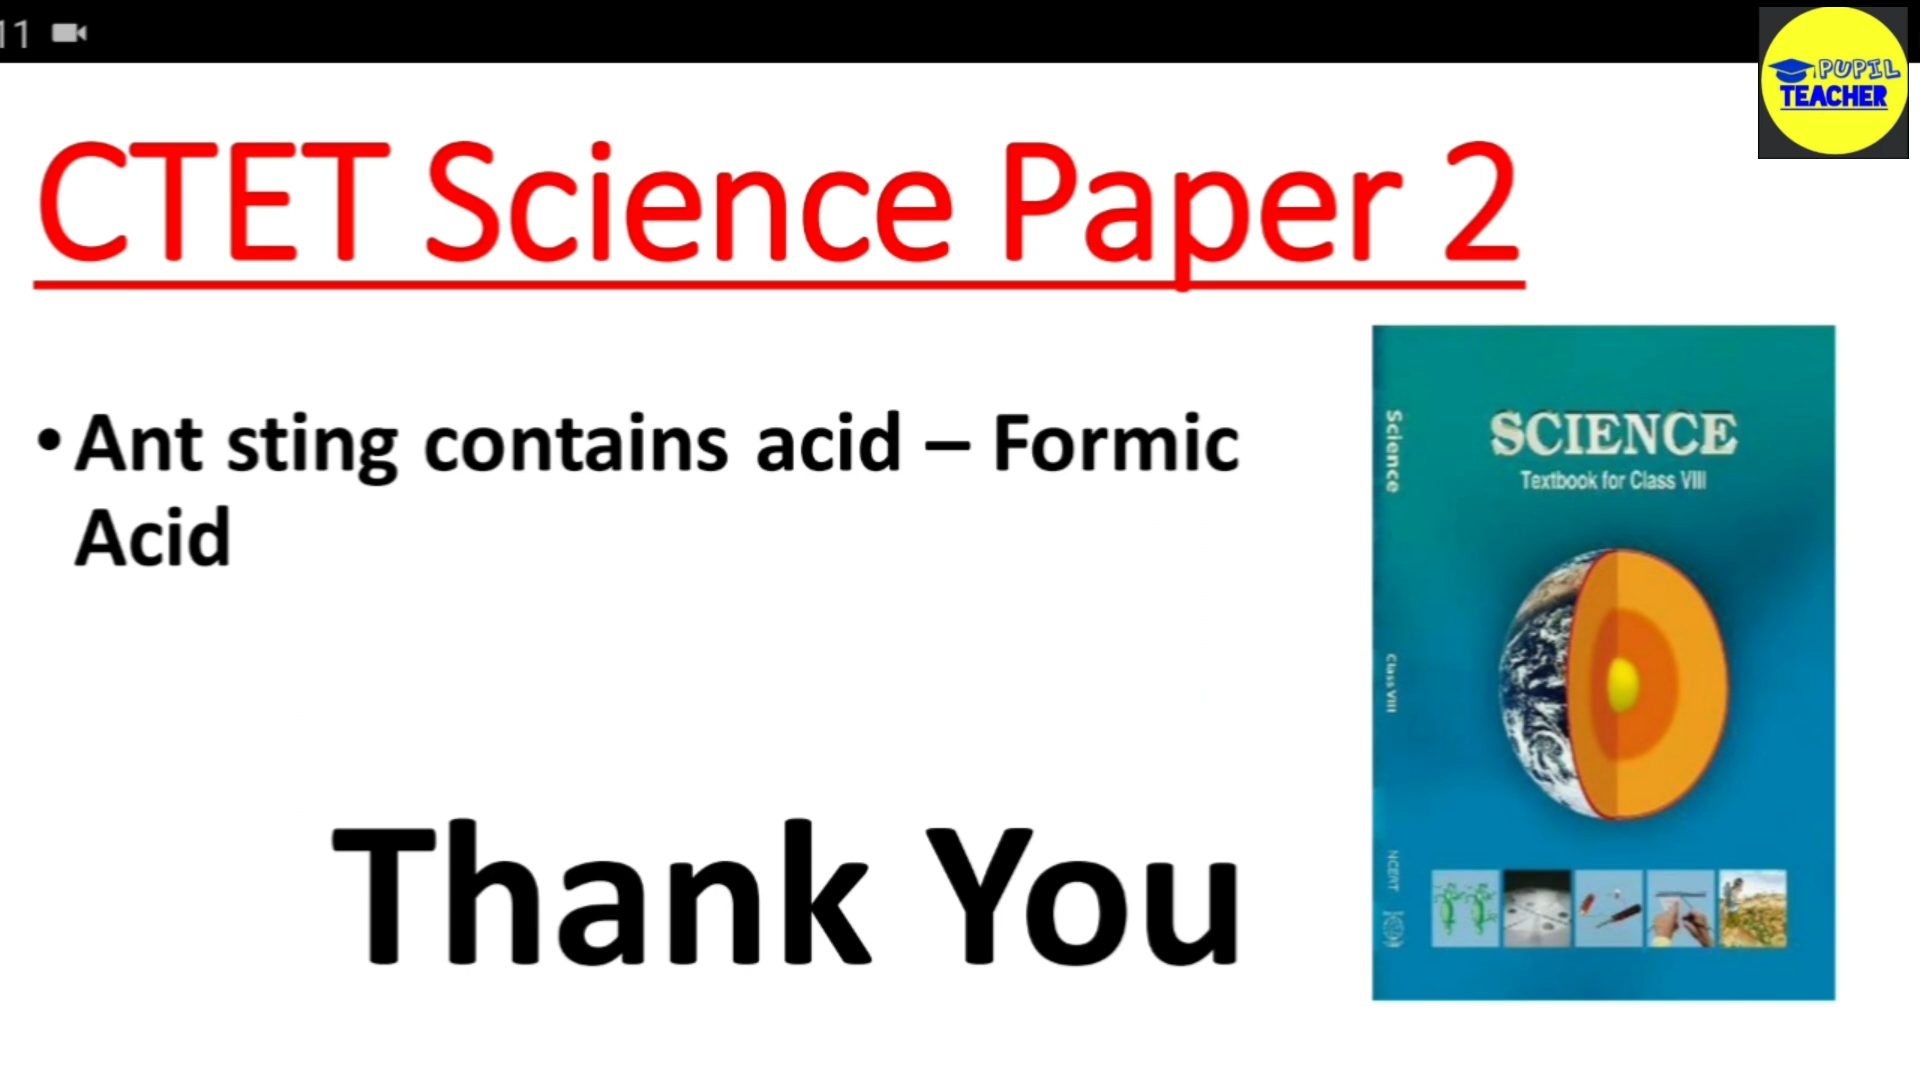 11
PUPIL
TEACHER
CTET Science Paper 2
• Ant sting contains acid – Formic
Acid
Thank You
SCIENCE
Textbook for Class VIII
Science
Class VIII
NCERT